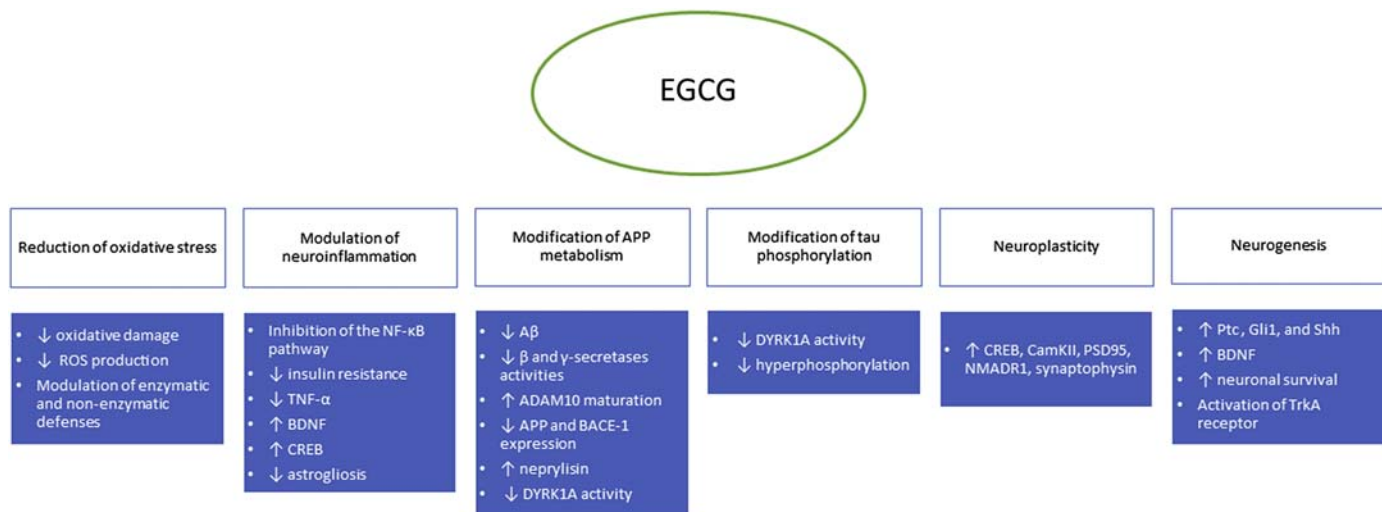 EGCG
Reduction of oxidative stress
Modulation of
neuroinflammation
Modification of APP
metabolism
Modification of tau
phosphorylation
Neuroplasticity
Neurogenesis
• ↓ oxidative damage
• ↓ ROS production
• Modulation of enzymatic
and non-enzymatic
defenses
• Inhibition of the NF-κB
pathway
• ↓ insulin resistance
• ↓ TNF-α
• ↑ BDNF
• ↑ CREB
• ↓ astrogliosis
• ↓ Aβ
• ↓ β and γ-secretases
activities
• ↑ ADAM10 maturation
• ↓ APP and BACE-1
expression
• ↑ neprylisin
• ↓ DYRK1A activity
• ↓ DYRK1A activity
• ↓ hyperphosphorylation
• ↑ CREB, CamKII, PSD95,
NMADR1, synaptophysin
• ↑ Ptc, Gli1, and Shh
• ↑ BDNF
• ↑ neuronal survival
• Activation of TrkA
receptor